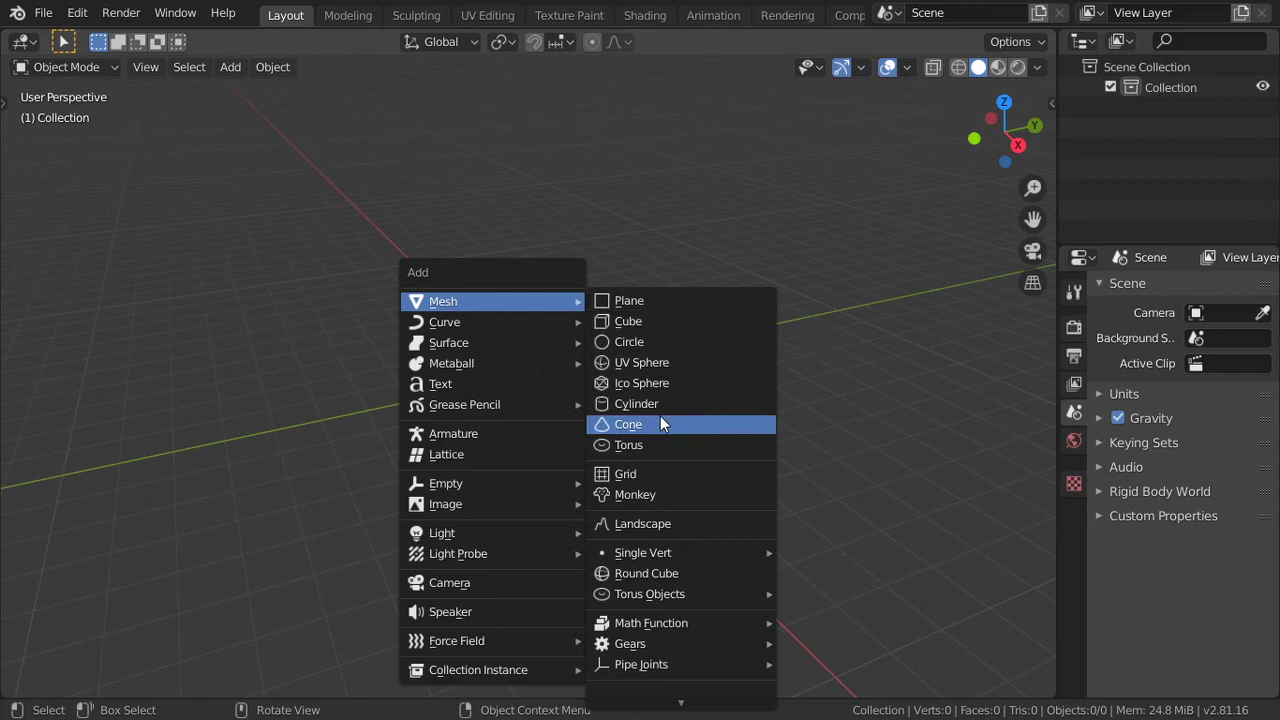 File Edit Render Window Help Layout Modeling Sculpting UV Editing Texture Paint Shading Animation Rendering Comp Scene View Layer
Global Options
Object Mode View Select Add Object
User Perspective
(1) Collection
Z
Y
X
Scene Collection
Collection
Add
Mesh
Curve
Surface
Metaball
Text
Grease Pencil
Armature
Lattice
Empty
Image
Light
Light Probe
Camera
Speaker
Force Field
Collection Instance
Plane
Cube
Circle
UV Sphere
Ico Sphere
Cylinder
Cone
Torus
Grid
Monkey
Landscape
Single Vert
Round Cube
Torus Objects
Math Function
Gears
Pipe Joints
Scene View Layer
Scene
Camera
Background S..
Active Clip
Units
Gravity
Keying Sets
Audio
Rigid Body World
Custom Properties
Select Box Select Rotate View Object Context Menu Collection | Verts:0 | Faces:0 | Tris:0 | Objects:0/0 | Mem: 24.8 MiB | v2.81.16